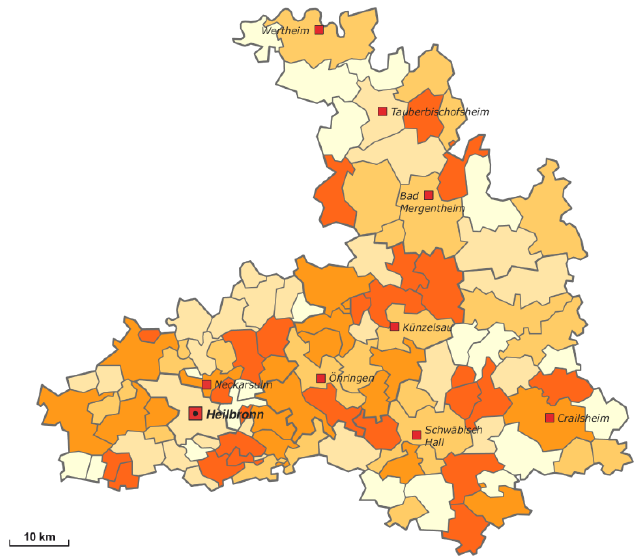 Wertheim
Tauberbischofsheim
Bad
Mergentheim
Künzelsau
Neckarsulm
Öhringen
Heilbronn
Crailsheim
Schwäbisch
Hall
10 km